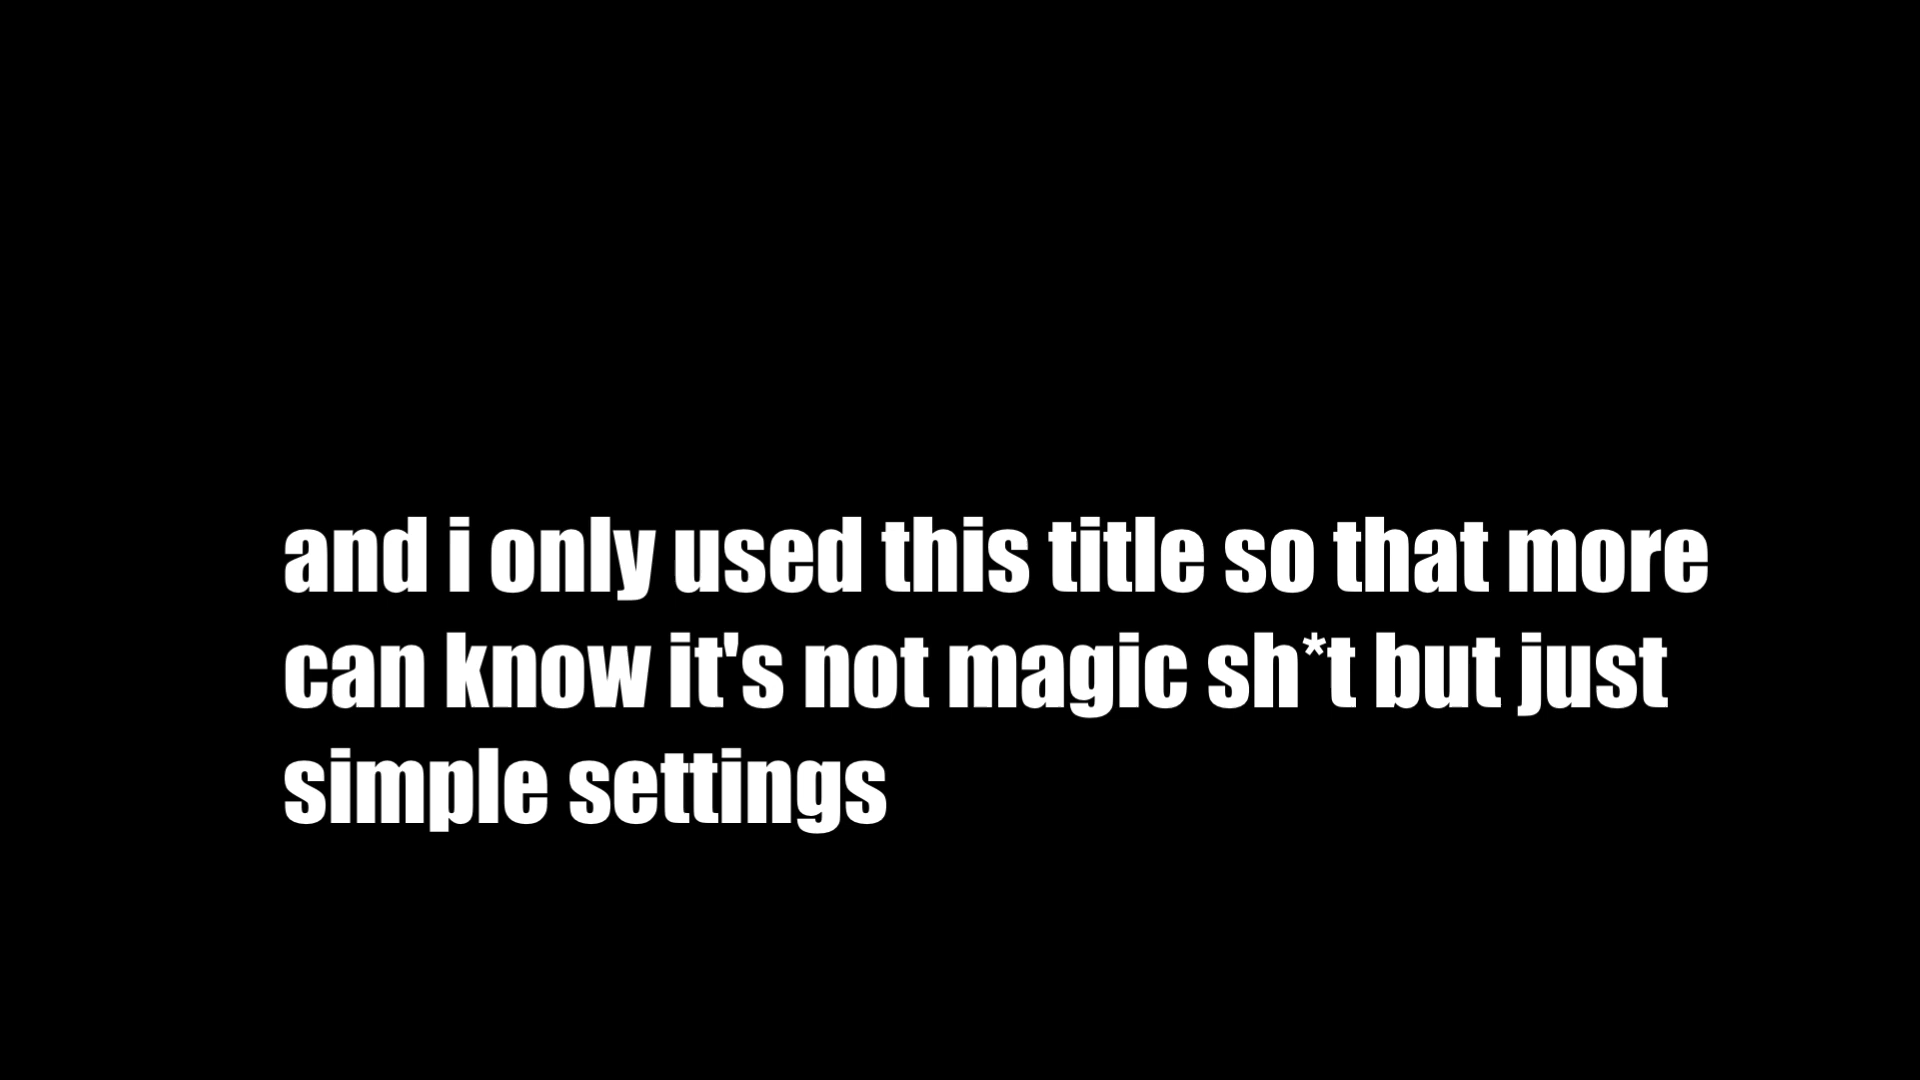 and i only used this title so that more
can know it's not magic sh*t but just
simple settings